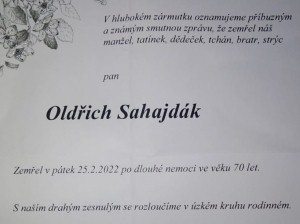 V hlubokém zármutku oznamujeme příbuzným
a známým smutnou zprávu, že zemřel náš
manžel, tatínek, dědeček, tchán, bratr, strýc
pan
Oldřich Sahajdák
Zemřel v pátek 25.2.2022 po dlouhé nemoci ve věku 70 let.
S naším drahým zesnulým se rozloučíme v úzkém kruhu rodinném.